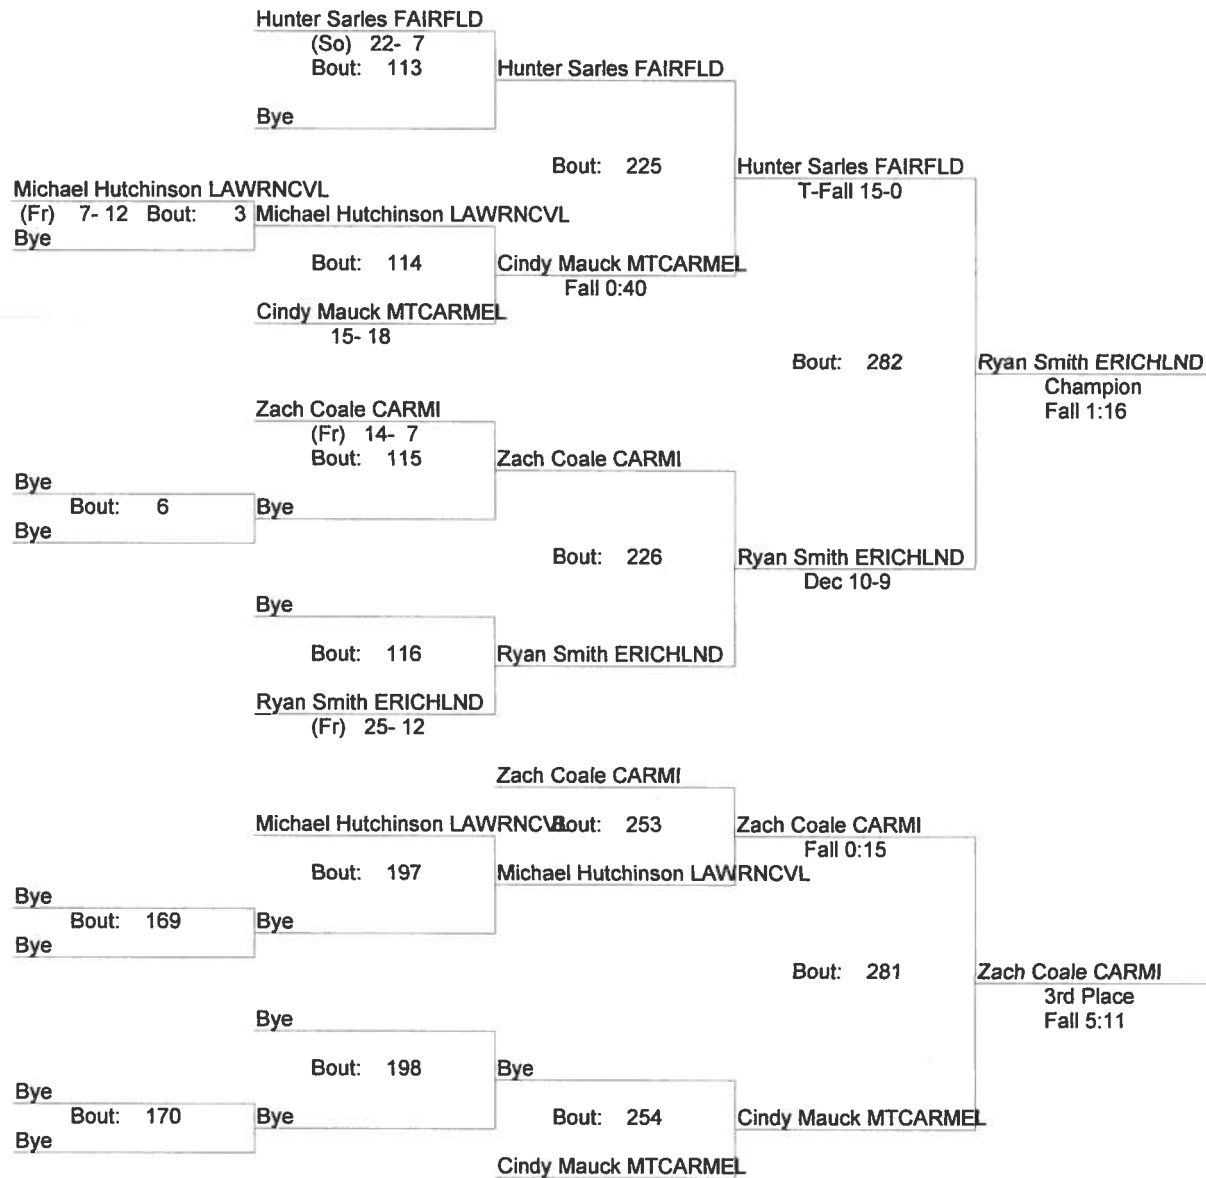 Hunter Sarles FAIRFLD
(So) 22- 7
Bout: 113
Hunter Sarles FAIRFLD
Bye
Bout: 225
Hunter Sarles FAIRFLD
T-Fall 15-0
Michael Hutchinson LAWRNCVL
(Fr) 7- 12 Bout: 3
Michael Hutchinson LAWRNCVL
Bye
Bout: 114
Cindy Mauck MTCARMEL
Fall 0:40
Cindy Mauck MTCARMEL
15- 18
Bout: 282
Ryan Smith ERICHLND
Champion
Fall 1:16
Zach Coale CARMI
(Fr) 14- 7
Bout: 115
Zach Coale CARMI
Bye
Bout: 6
Bye
Bye
Bout: 226
Ryan Smith ERICHLND
Dec 10-9
Bye
Bout: 116
Ryan Smith ERICHLND
Ryan Smith ERICHLND
(Fr) 25- 12
Zach Coale CARMI
Michael Hutchinson LAWRNCVL
Bout: 253
Zach Coale CARMI
Fall 0:15
Bout: 197
Michael Hutchinson LAWRNCVL
Bye
Bout: 169
Bye
Bye
Bout: 281
Zach Coale CARMI
3rd Place
Fall 5:11
Bye
Bout: 198
Bye
Bye
Bout: 170
Bye
Bye
Bout: 254
Cindy Mauck MTCARMEL
Cindy Mauck MTCARMEL